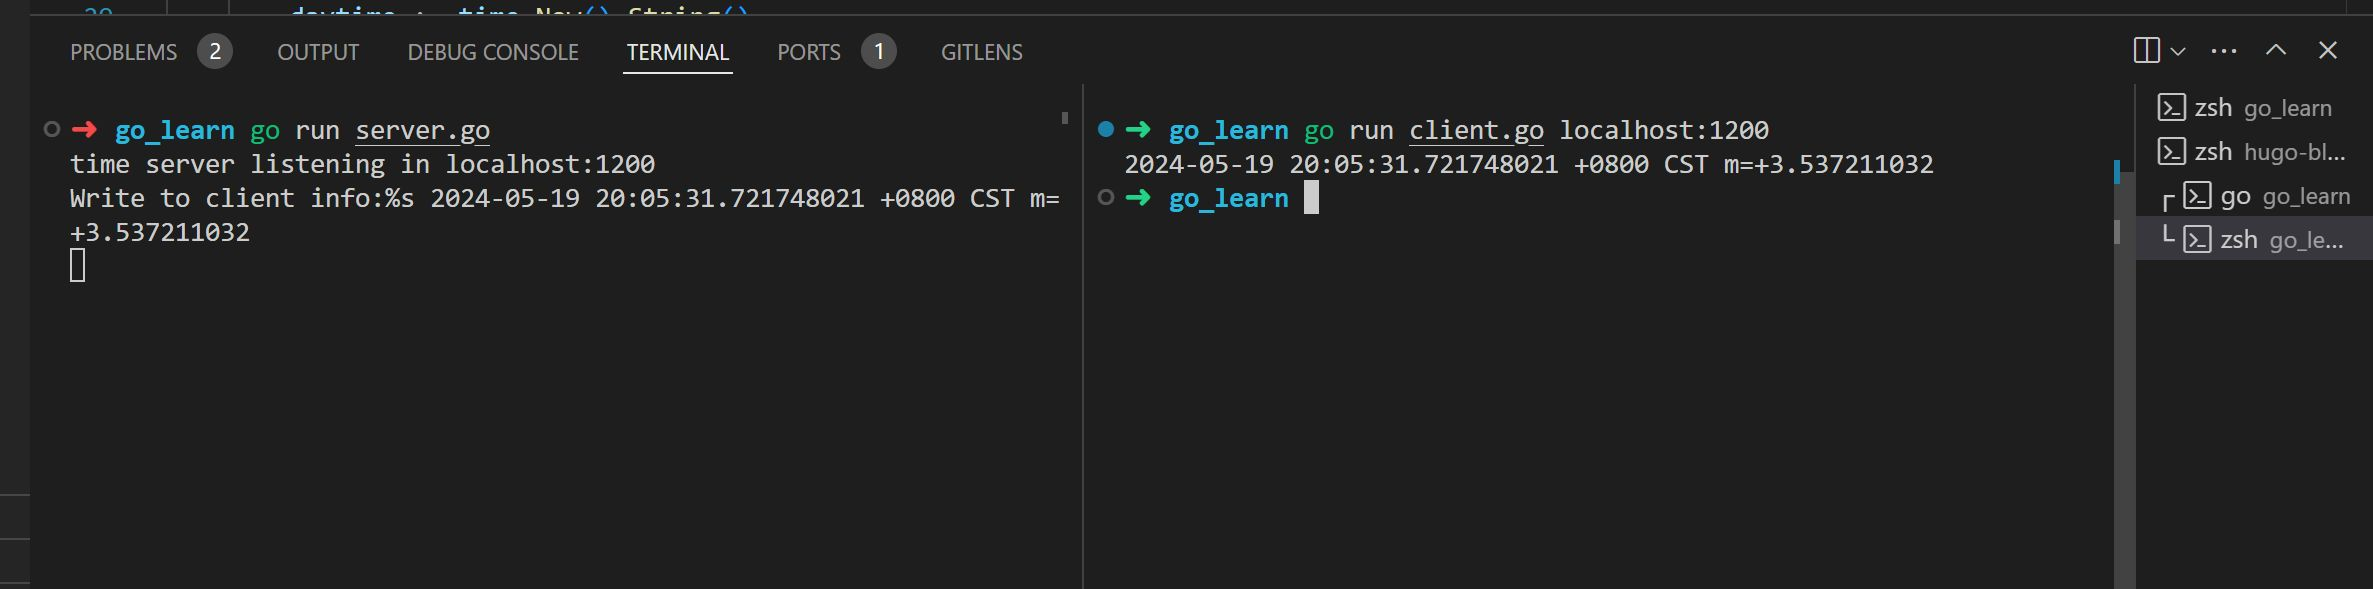 PROBLEMS 2 OUTPUT DEBUG CONSOLE TERMINAL PORTS 1 GITLENS
➜ go_learn go run server.go
time server listening in localhost:1200
Write to client info:%s 2024-05-19 20:05:31.721748021 +0800 CST m=
+3.537211032
➜ go_learn go run client.go localhost:1200
2024-05-19 20:05:31.721748021 +0800 CST m=+3.537211032
➜ go_learn
zsh go_learn
zsh hugo-bl...
┌ go go_learn
└ zsh go_le...